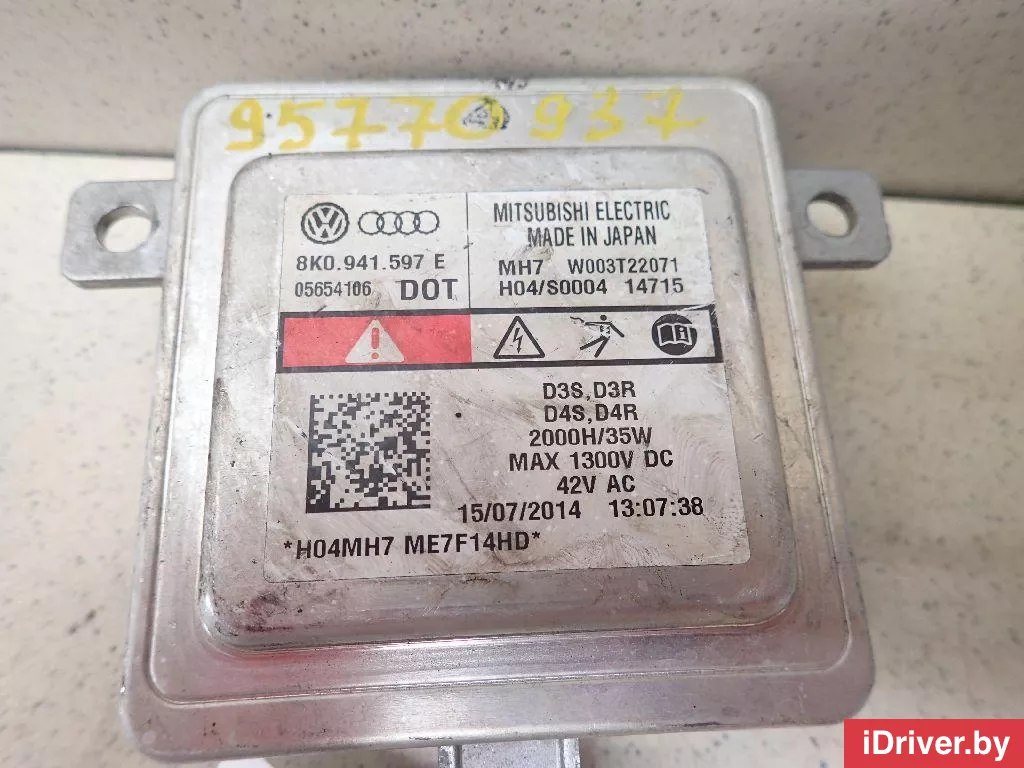 95770 937
MITSUBISHI ELECTRIC
MADE IN JAPAN
8K0.941.597 E
MH7 W003T22071
05654106 DOT
H04/S0004 14715
D3S,D3R
D4S,D4R
2000H/35W
MAX 1300V DC
42V AC
15/07/2014 13:07:38
*H04MH7 ME7F14HD*
iDriver.by